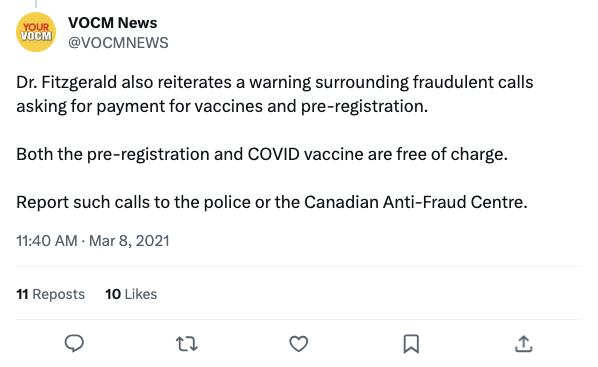 YOUR
VOCM
VOCM News
@VOCMNEWS
Dr. Fitzgerald also reiterates a warning surrounding fraudulent calls
asking for payment for vaccines and pre-registration.
Both the pre-registration and COVID vaccine are free of charge.
Report such calls to the police or the Canadian Anti-Fraud Centre.
11:40 AM · Mar 8, 2021
11 Reposts 10 Likes